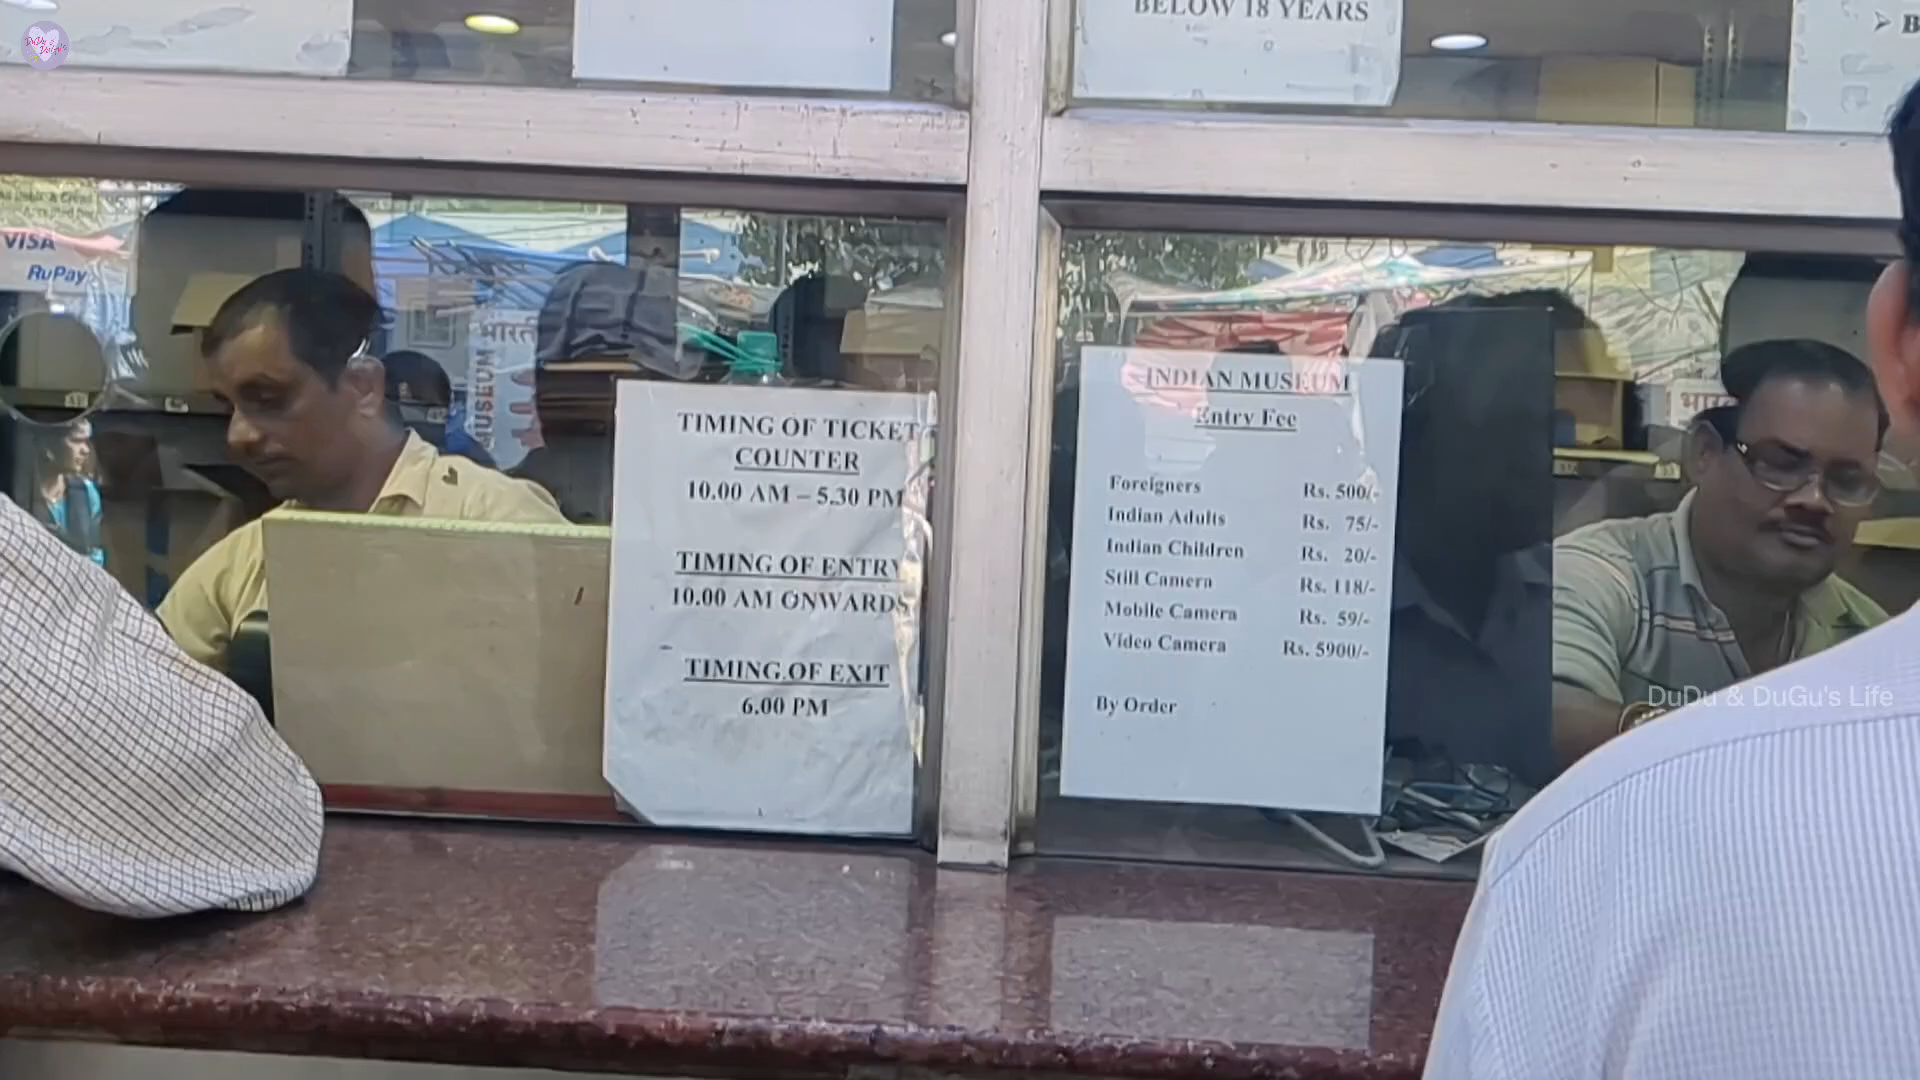 BELOW 18 YEARS
VISA
RuPay
MUSEUM
TIMING OF TICKET
COUNTER
10.00 AM – 5.30 PM
TIMING OF ENTRY
10.00 AM ONWARDS
TIMING OF EXIT
6.00 PM
INDIAN MUSEUM
Entry Fee
Foreigners Rs. 500/-
Indian Adults Rs. 75/-
Indian Children Rs. 20/-
Still Camera Rs. 118/-
Mobile Camera Rs. 59/-
Video Camera Rs. 5900/-
By Order
DuDu & DuGu's Life